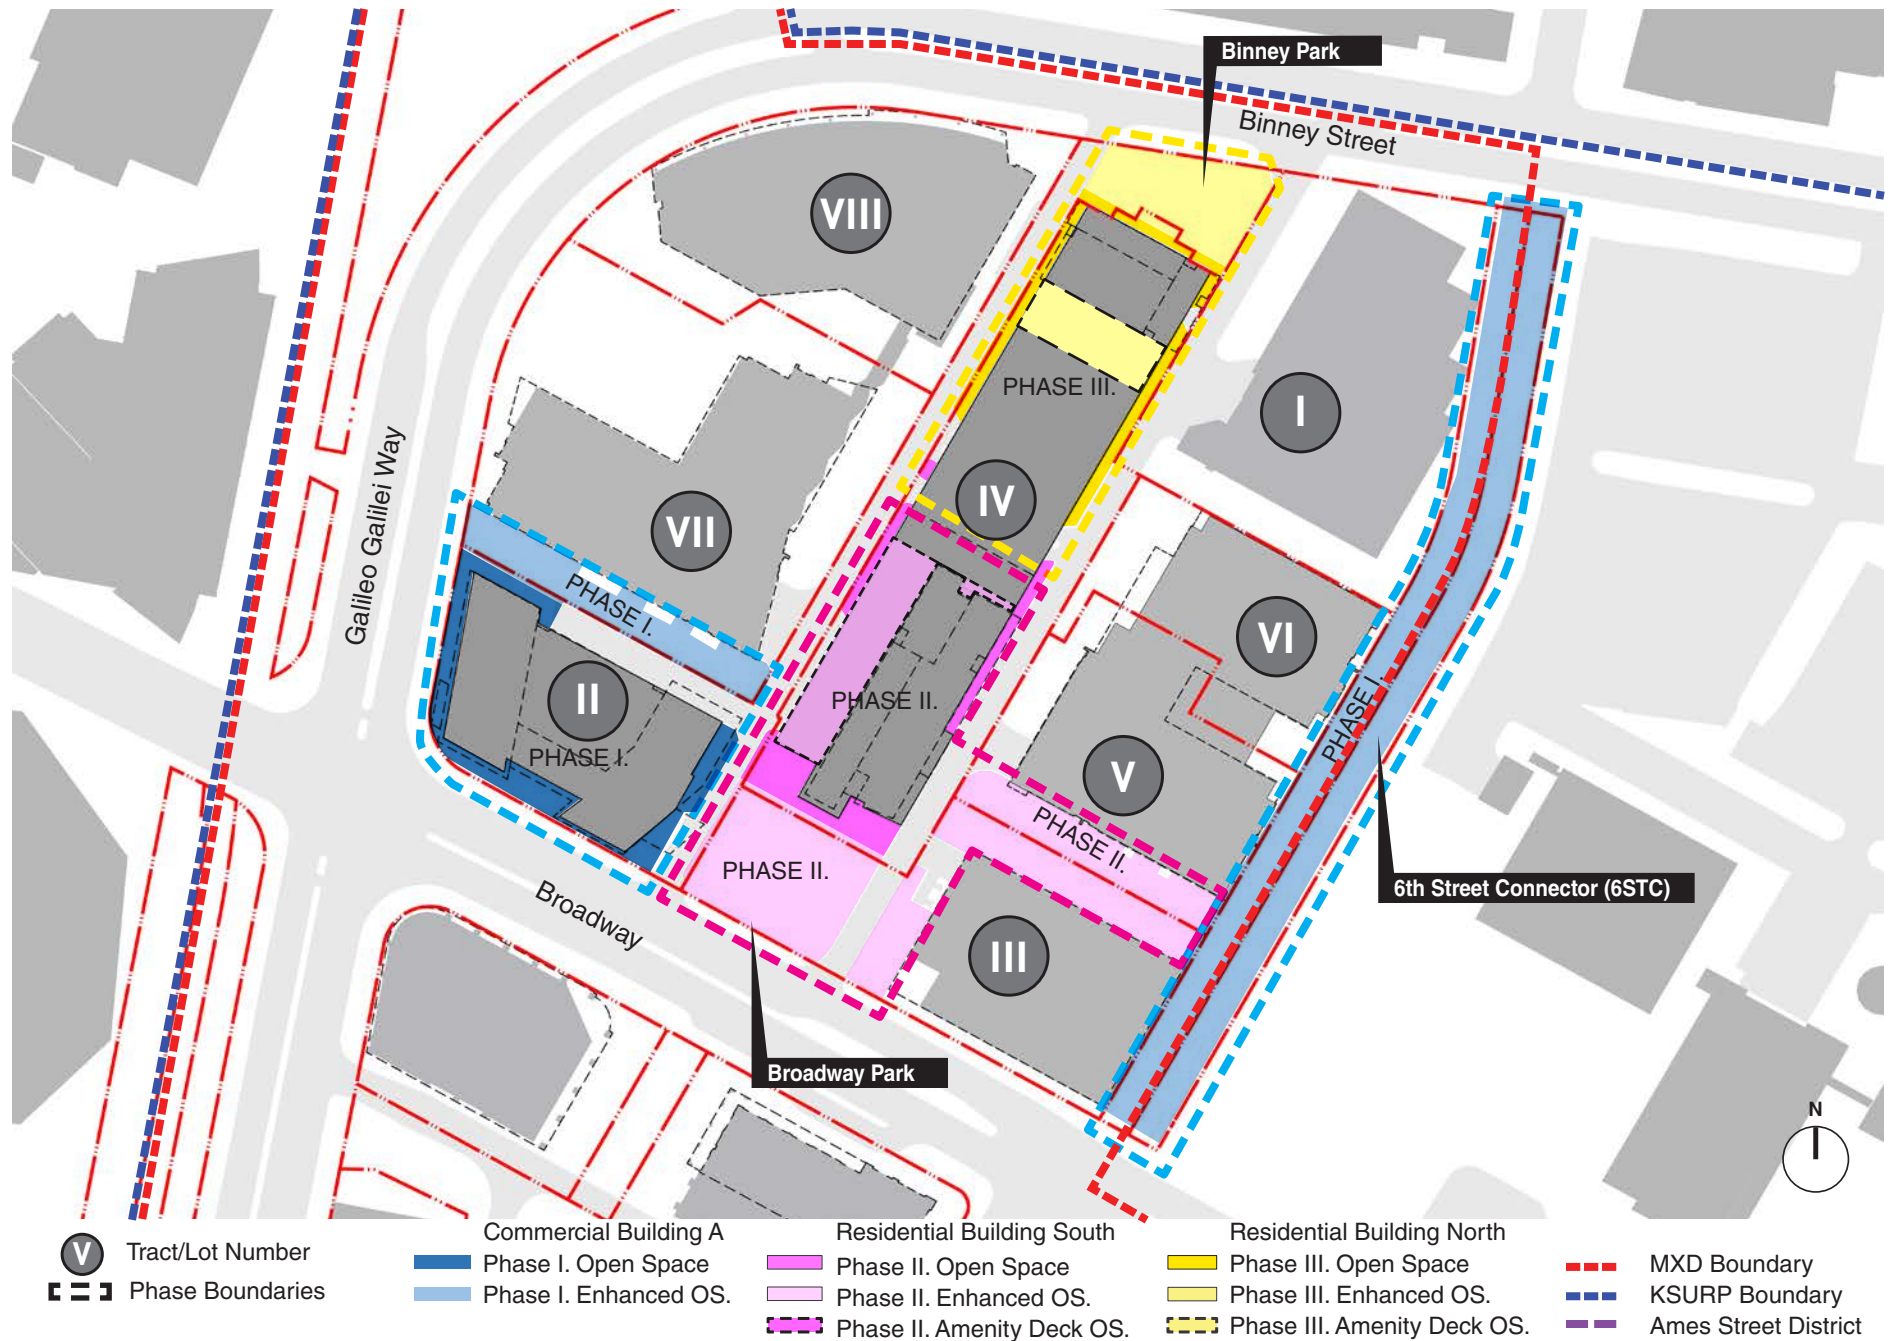 Binney Park
Binney Street
VIII
PHASE III.
I
Galileo Galilei Way
IV
VII
PHASE I.
VI
II
PHASE I.
PHASE II.
PHASE I.
V
PHASE II.
PHASE II.
6th Street Connector (6STC)
Broadway
III
Broadway Park
N
V Tract/Lot Number
Phase Boundaries
Commercial Building A
Phase I. Open Space
Phase I. Enhanced OS.
Residential Building South
Phase II. Open Space
Phase II. Enhanced OS.
Phase II. Amenity Deck OS.
Residential Building North
Phase III. Open Space
Phase III. Enhanced OS.
Phase III. Amenity Deck OS.
MXD Boundary
KSURP Boundary
Ames Street District